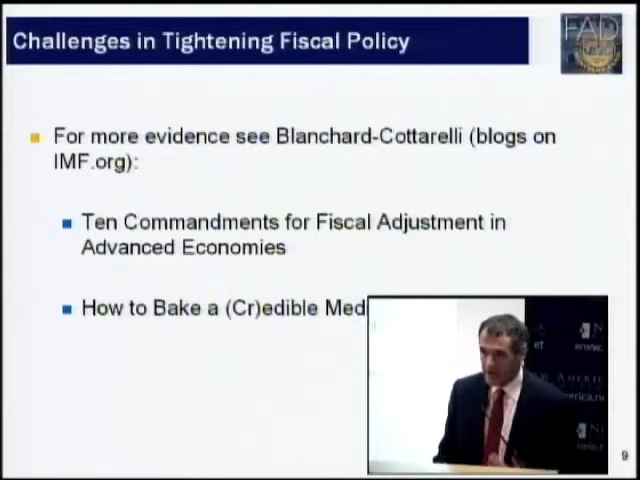 Challenges in Tightening Fiscal Policy
FAD
For more evidence see Blanchard-Cottarelli (blogs on
IMF.org):
Ten Commandments for Fiscal Adjustment in
Advanced Economies
How to Bake a (Cr)edible Med
9